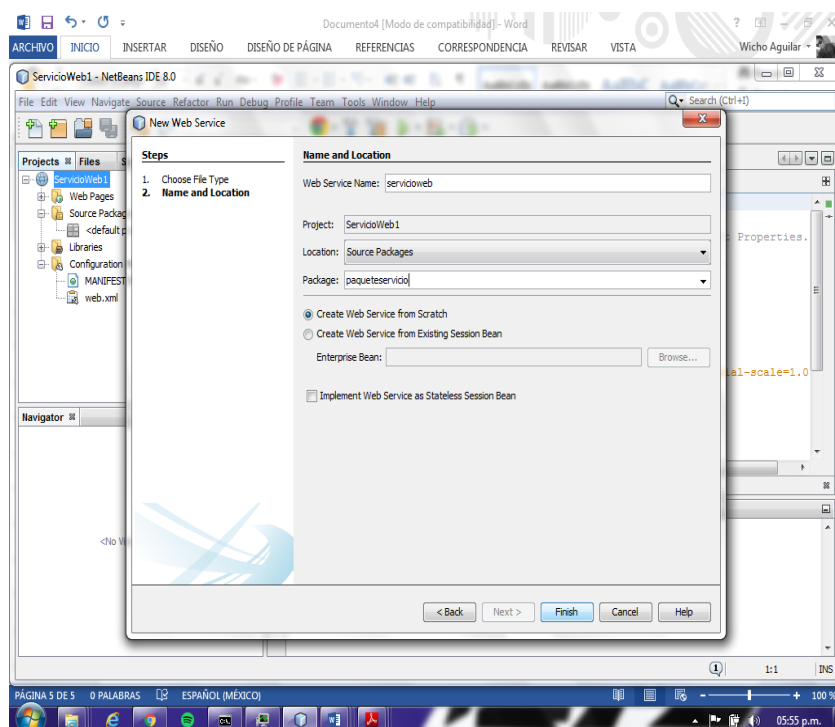 Documento4 [Modo de compatibilidad] - Word
ARCHIVO INICIO INSERTAR DISEÑO DISEÑO DE PÁGINA REFERENCIAS CORRESPONDENCIA REVISAR VISTA Wicho Aguilar
ServicioWeb1 - NetBeans IDE 8.0
File Edit View Navigate Source Refactor Run Debug Profile Team Tools Window Help
Search (Ctrl+I)
New Web Service
Projects Files S
ServicioWeb1
Web Pages
Source Packag
<default p
Libraries
Configuration
MANIFEST
web.xml
Navigator
<No W
Steps
1. Choose File Type
2. Name and Location
Name and Location
Web Service Name: servicioweb
Project: ServicioWeb1
Location: Source Packages
Package: paqueteservicio
Create Web Service from Scratch
Create Web Service from Existing Session Bean
Enterprise Bean: Browse...
Implement Web Service as Stateless Session Bean
< Back Next > Finish Cancel Help
Properties.
ial-scale=1.0
1 1:1 INS
PÁGINA 5 DE 5 0 PALABRAS ESPAÑOL (MÉXICO) 100 %
05:55 p.m.